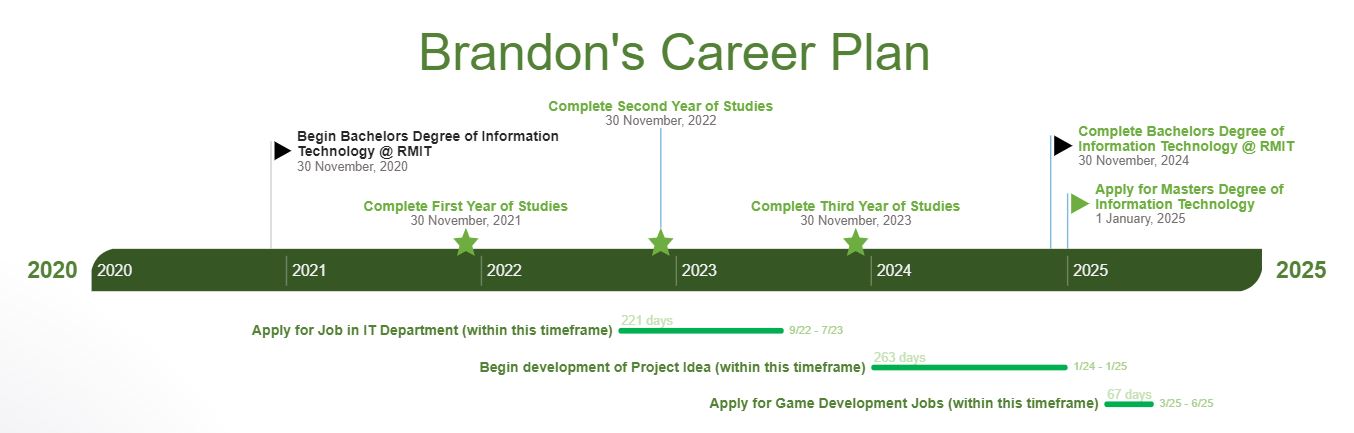 Brandon's Career Plan
Complete Second Year of Studies
30 November, 2022
Begin Bachelors Degree of Information
Technology @ RMIT
30 November, 2020
Complete Bachelors Degree of
Information Technology @ RMIT
30 November, 2024
Apply for Masters Degree of
Information Technology
1 January, 2025
Complete First Year of Studies
30 November, 2021
Complete Third Year of Studies
30 November, 2023
2020 2020 2021 2022 2023 2024 2025 2025
221 days
Apply for Job in IT Department (within this timeframe) 9/22 - 7/23
263 days
Begin development of Project Idea (within this timeframe) 1/24 - 1/25
67 days
Apply for Game Development Jobs (within this timeframe) 3/25 - 6/25